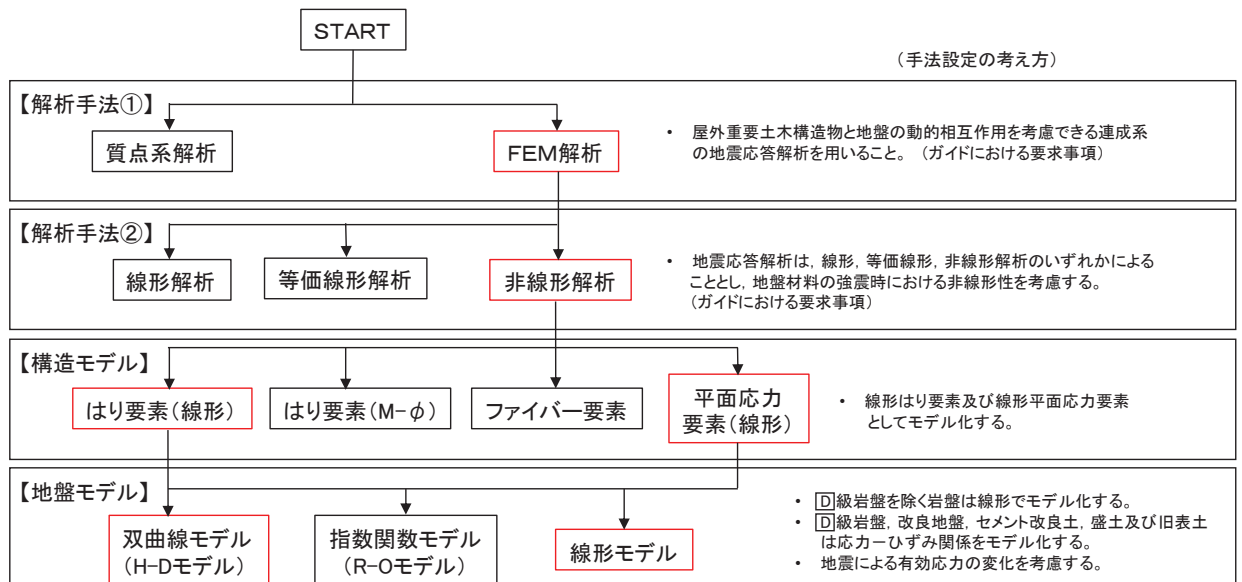 START
(手法設定の考え方)
【解析手法①】
質点系解析
FEM解析
・ 屋外重要土木構造物と地盤の動的相互作用を考慮できる連成系
の地震応答解析を用いること。 (ガイドにおける要求事項)
【解析手法②】
線形解析
等価線形解析
非線形解析
・ 地震応答解析は, 線形, 等価線形, 非線形解析のいずれかによる
こととし, 地盤材料の強震時における非線形性を考慮する。
(ガイドにおける要求事項)
【構造モデル】
はり要素(線形)
はり要素(M-φ)
ファイバー要素
平面応力
要素(線形)
・ 線形はり要素及び線形平面応力要素
としてモデル化する。
【地盤モデル】
双曲線モデル
(H-Dモデル)
指数関数モデル
(R-Oモデル)
線形モデル
・ D級岩盤を除く岩盤は線形でモデル化する。
・ D級岩盤, 改良地盤, セメント改良土, 盛土及び旧表土
は応力ーひずみ関係をモデル化する。
・ 地震による有効応力の変化を考慮する。